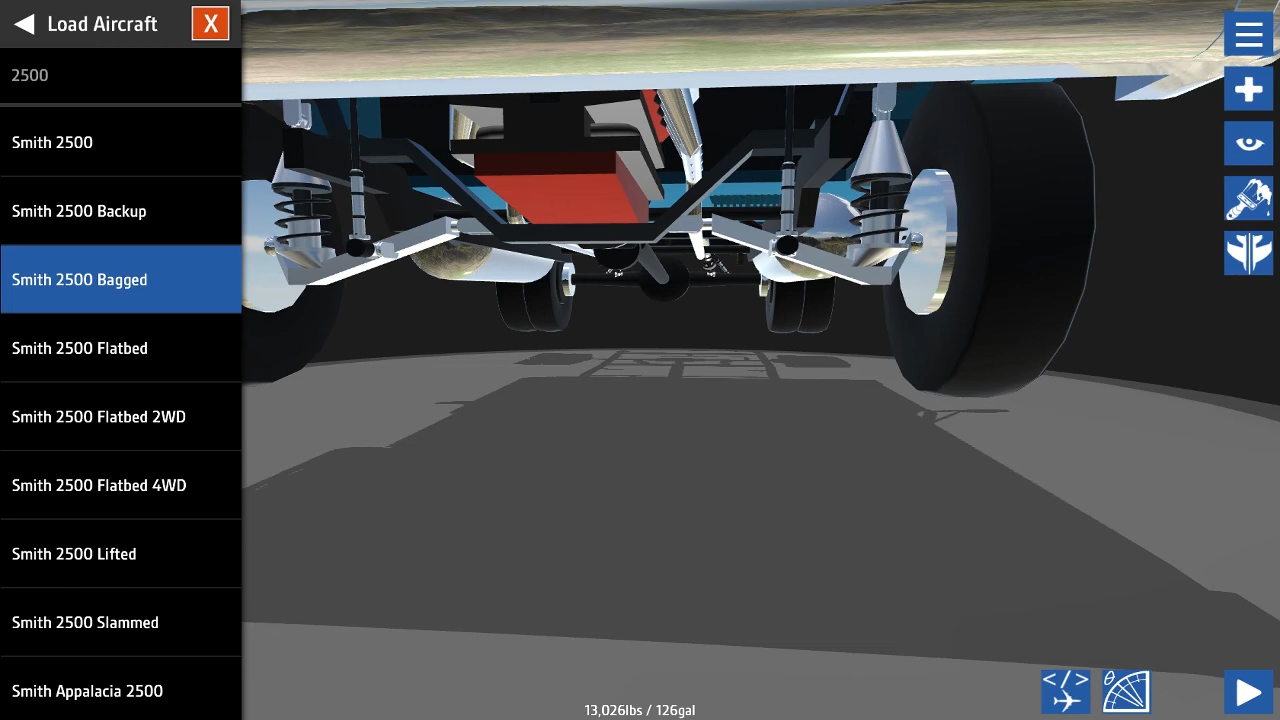 Load Aircraft
X
2500
Smith 2500
Smith 2500 Backup
Smith 2500 Bagged
Smith 2500 Flatbed
Smith 2500 Flatbed 2WD
Smith 2500 Flatbed 4WD
Smith 2500 Lifted
Smith 2500 Slammed
Smith Appalacia 2500
</>
θ
13,026lbs / 126gal